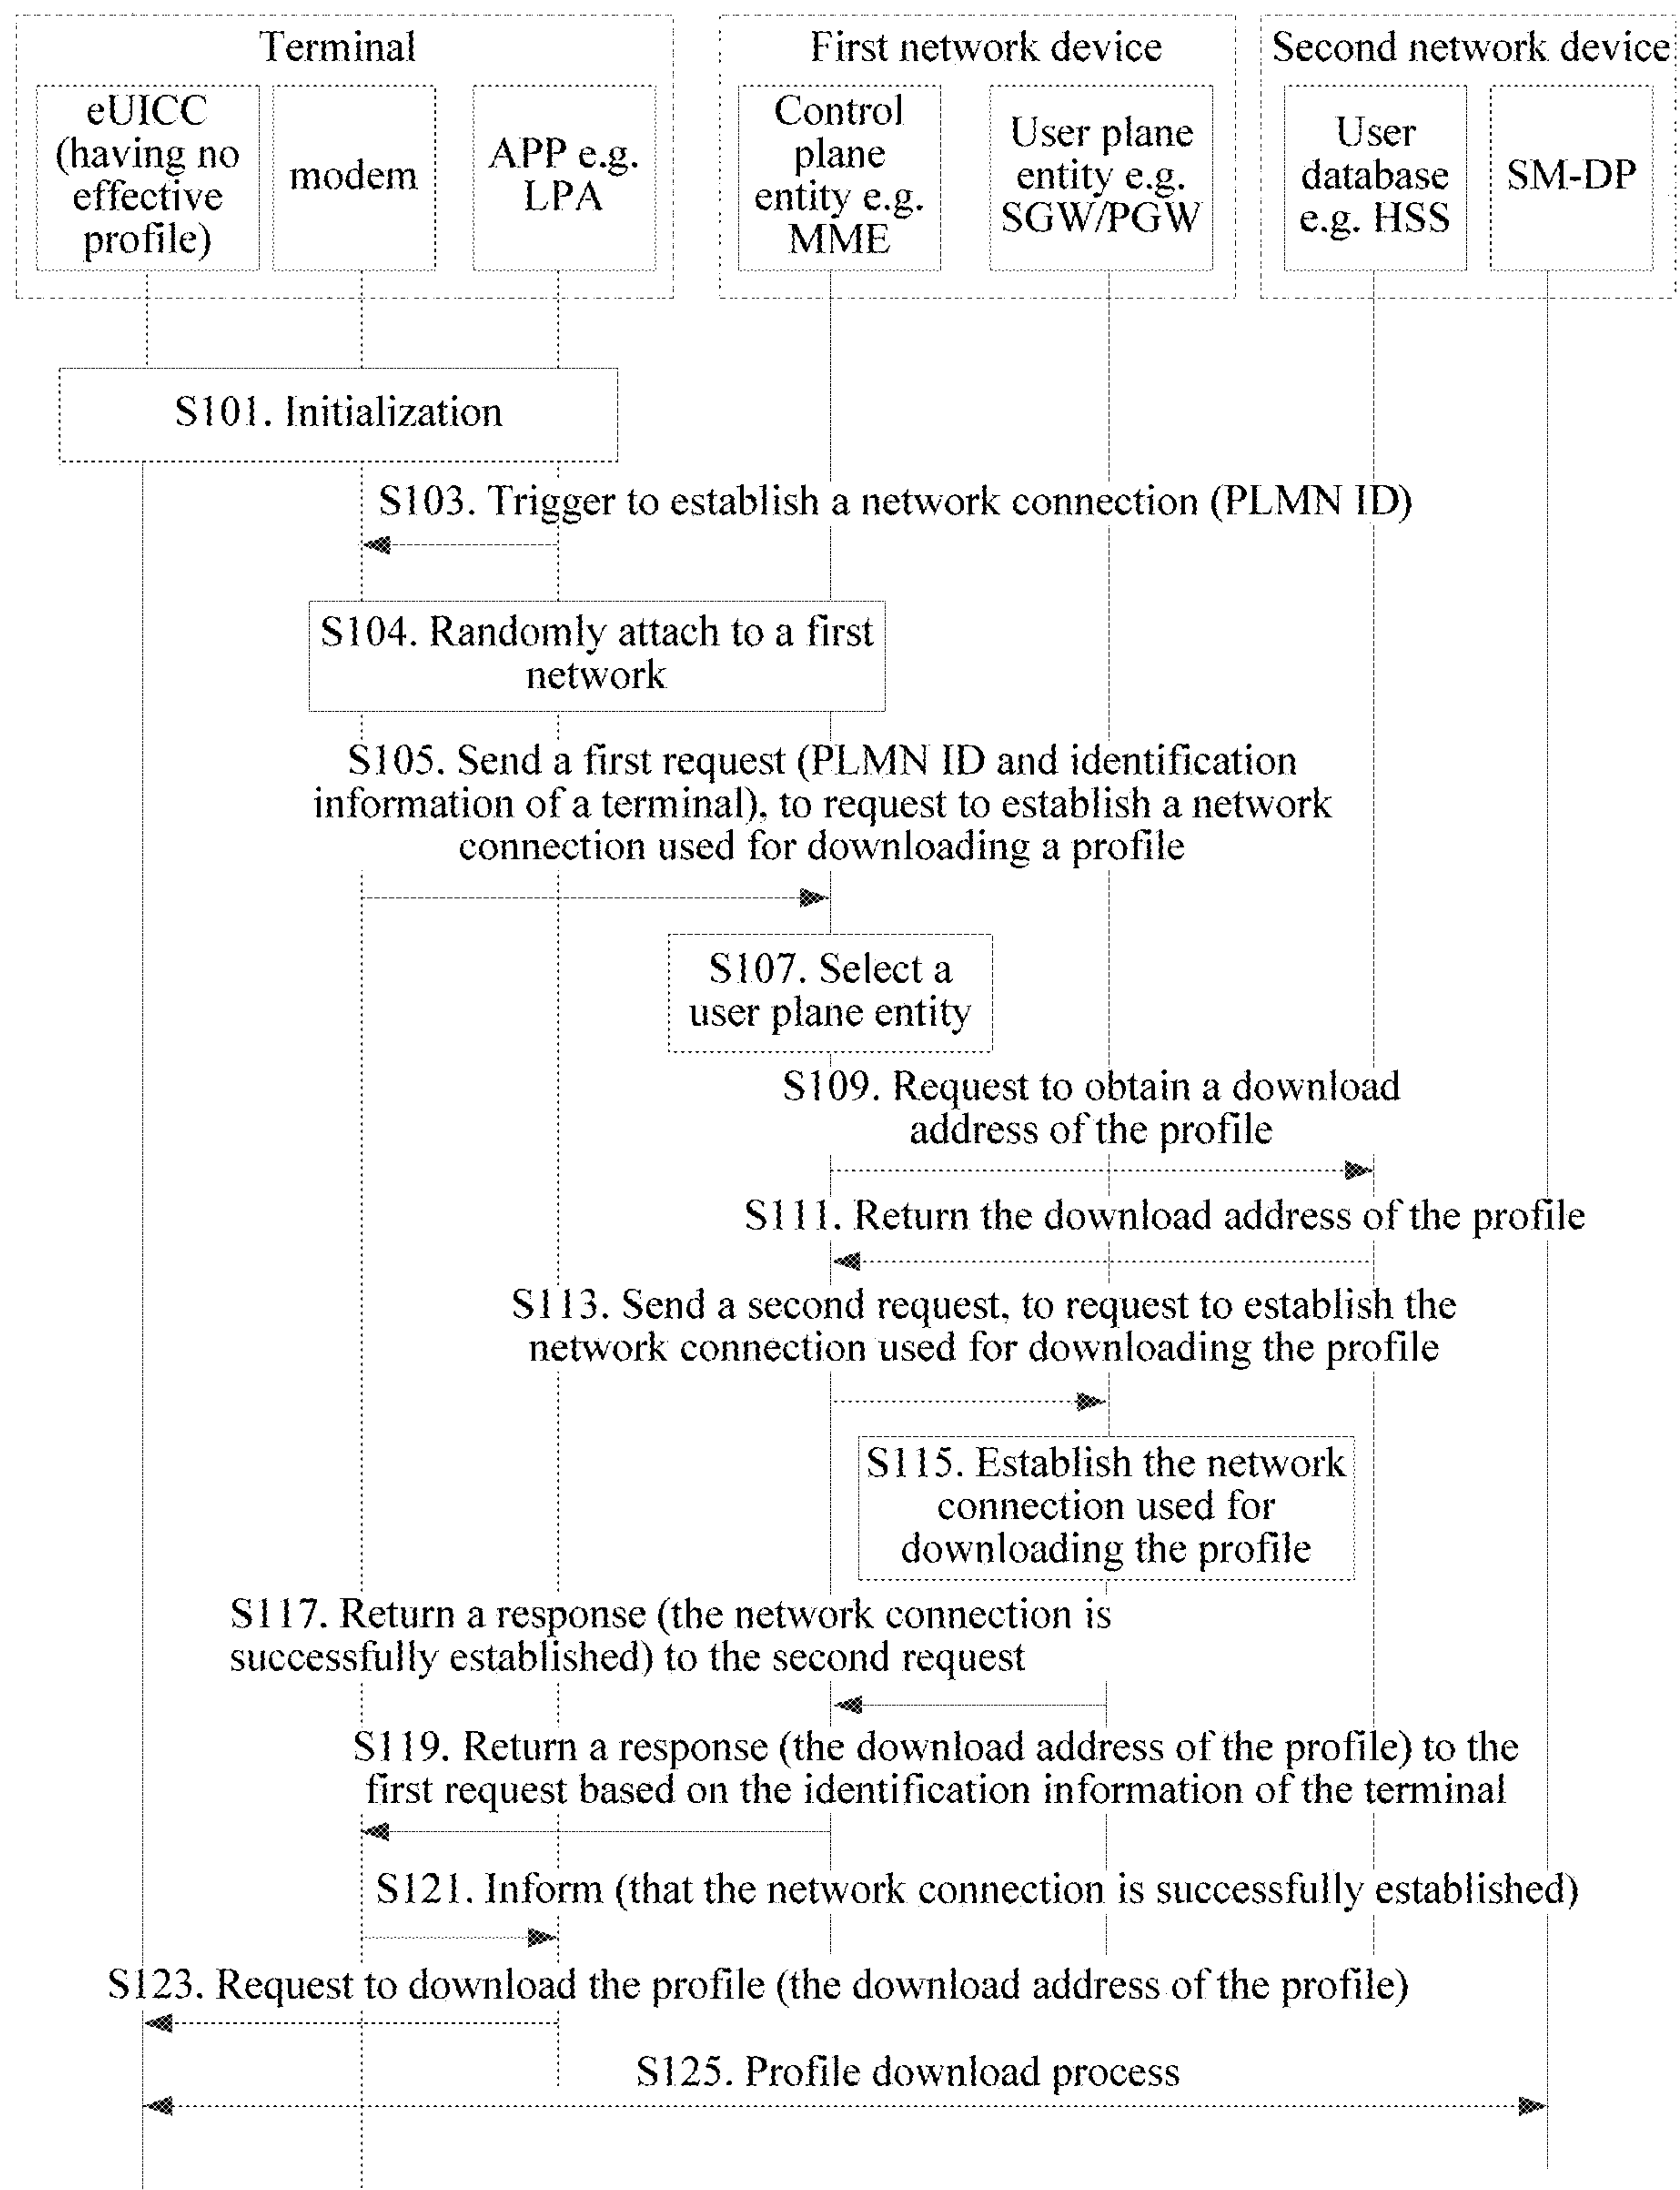 Terminal
First network device
Second network device
eUICC
(having no
effective
profile)
modem
APP e.g.
LPA
Control
plane
entity e.g.
MME
User plane
entity e.g.
SGW/PGW
User
database
e.g. HSS
SM-DP
S101. Initialization
S103. Trigger to establish a network connection (PLMN ID)
S104. Randomly attach to a first
network
S105. Send a first request (PLMN ID and identification
information of a terminal), to request to establish a network
connection used for downloading a profile
S107. Select a
user plane entity
S109. Request to obtain a download
address of the profile
S111. Return the download address of the profile
S113. Send a second request, to request to establish the
network connection used for downloading the profile
S115. Establish the network
connection used for
downloading the profile
S117. Return a response (the network connection is
successfully established) to the second request
S119. Return a response (the download address of the profile) to the
first request based on the identification information of the terminal
S121. Inform (that the network connection is successfully established)
S123. Request to download the profile (the download address of the profile)
S125. Profile download process